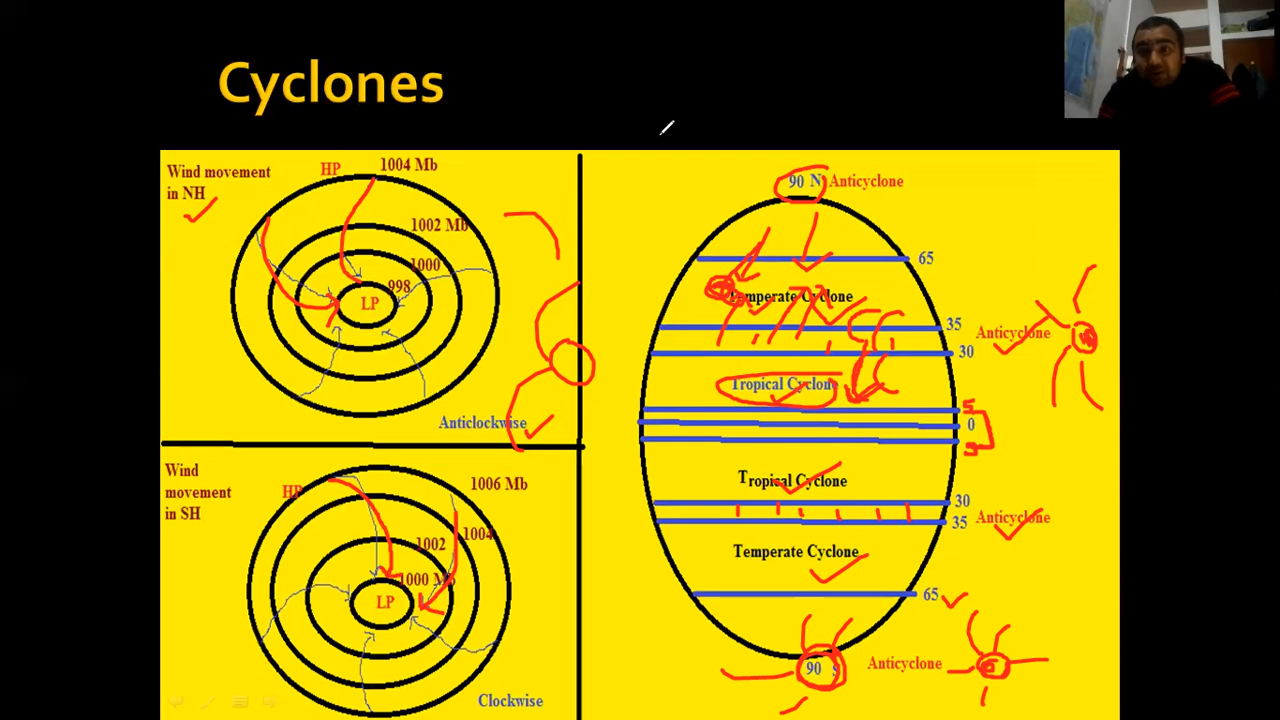 Cyclones
Wind movement
in NH
HP
1004 Mb
1002 Mb
1000
998
LP
Anticlockwise
Wind
movement
in SH
HP
1006 Mb
1004
1002
1000 Mb
LP
Clockwise
90 N Anticyclone
65
Temperate Cyclone
35
Anticyclone
30
Tropical Cyclone
5
0
5
Tropical Cyclone
30
35
Anticyclone
Temperate Cyclone
65
90 S
Anticyclone